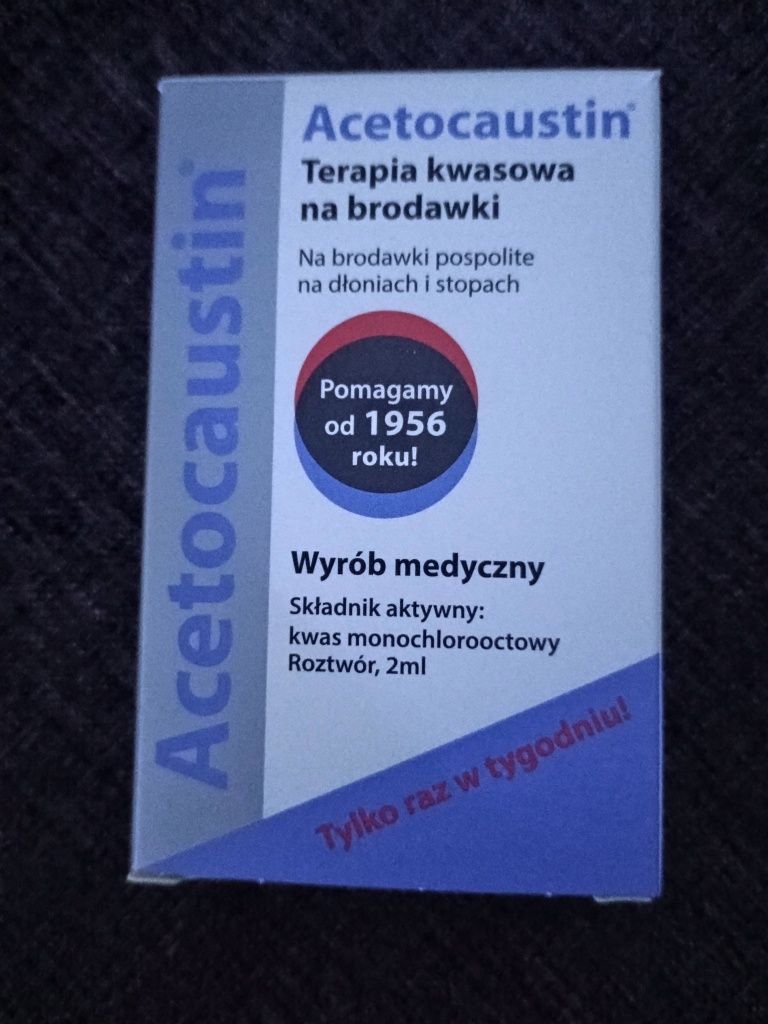 Acetocaustin®
Acetocaustin®
Terapia kwasowa
na brodawki
Na brodawki pospolite
na dłoniach i stopach
Pomagamy
od 1956
roku!
Wyrób medyczny
Składnik aktywny:
kwas monochlorooctowy
Roztwór, 2ml
Tylko raz w tygodniu!